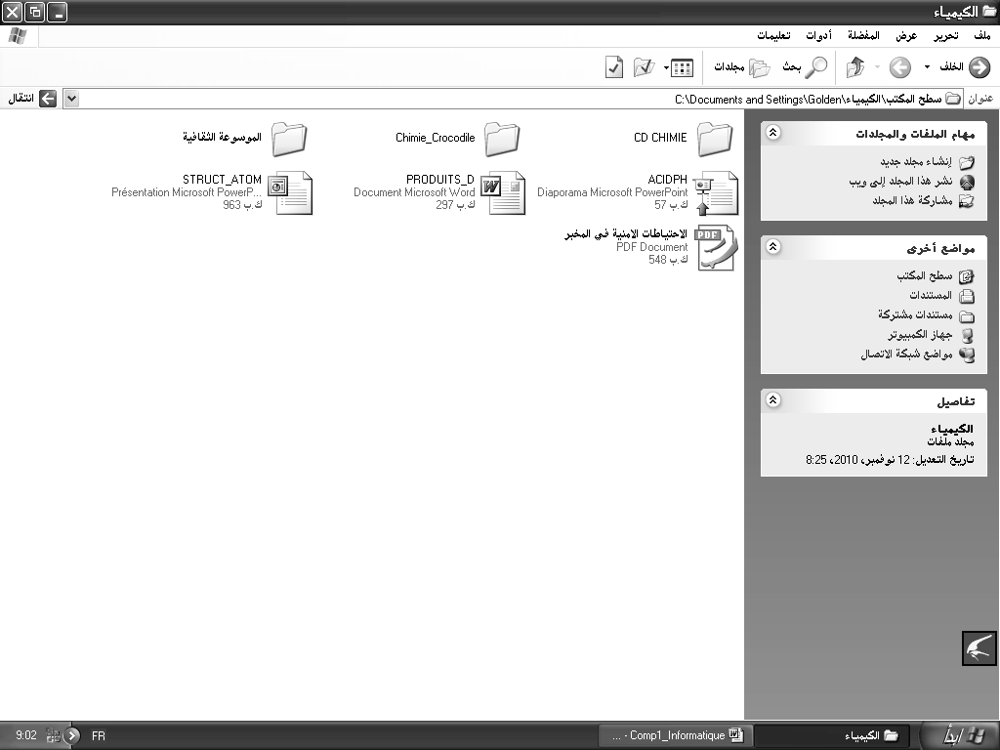 الكيمياء
ملف تحرير عرض المفضلة أدوات تعليمات
الخلف بحث مجلدات
عنوان C:\Documents and Settings\Golden\سطح المكتب\الكيمياء انتقال
مهام الملفات والمجلدات
إنشاء مجلد جديد
نشر هذا المجلد إلى ويب
مشاركة هذا المجلد
مواضع أخرى
سطح المكتب
المستندات
مستندات مشتركة
جهاز الكمبيوتر
مواضع شبكة الاتصال
تفاصيل
الكيمياء
مجلد ملفات
تاريخ التعديل: 12 نوفمبر، 2010، 8:25
CD CHIMIE
Chimie_Crocodile
الموسوعة الثقافية
ACIDPH
Diaporama Microsoft PowerPoint
57 ك.ب
PRODUITS_D
Document Microsoft Word
297 ك.ب
STRUCT_ATOM
Présentation Microsoft PowerP...
963 ك.ب
الاحتياطات الامنية في المخبر
PDF Document
548 ك.ب
PDF
ابدأ
الكيمياء
Comp1_Informatique - ...
FR
9:02